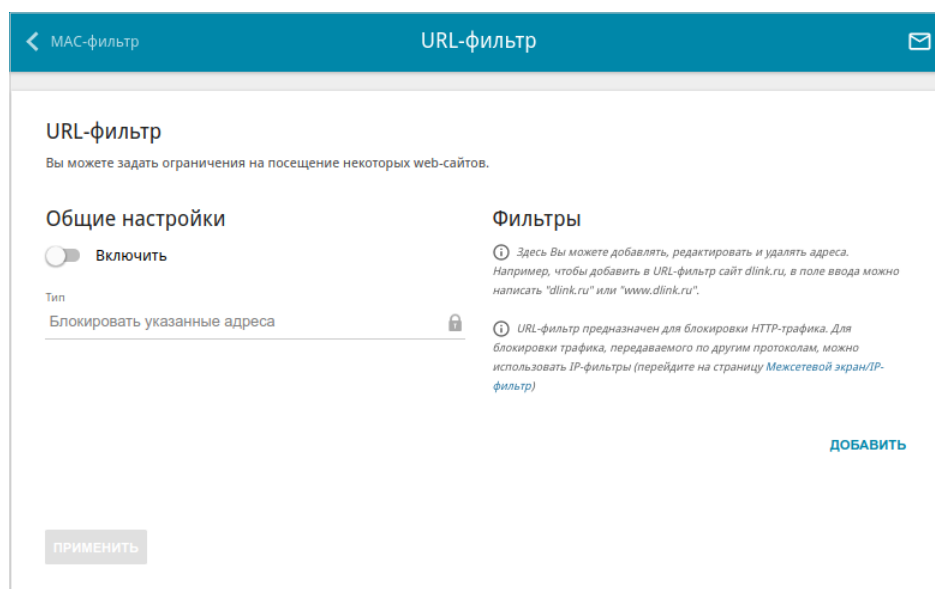 МАС-фильтр
URL-фильтр
URL-фильтр
Вы можете задать ограничения на посещение некоторых web-сайтов.
Общие настройки
Включить
Тип
Блокировать указанные адреса
Фильтры
Здесь Вы можете добавлять, редактировать и удалять адреса.
Например, чтобы добавить в URL-фильтр сайт dlink.ru, в поле ввода можно
написать "dlink.ru" или "www.dlink.ru".
URL-фильтр предназначен для блокировки HTTP-трафика. Для
блокировки трафика, передаваемого по другим протоколам, можно
использовать IP-фильтры (перейдите на страницу Межсетевой экран/IP-
фильтр)
ДОБАВИТЬ
ПРИМЕНИТЬ